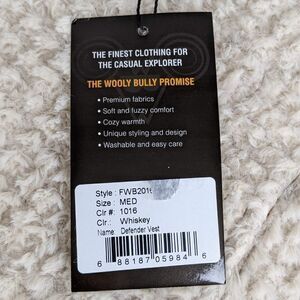 THE FINEST CLOTHING FOR
THE CASUAL EXPLORER
THE WOOLY BULLY PROMISE
• Premium fabrics
• Soft and fuzzy comfort
• Cozy warmth
• Unique styling and design
• Washable and easy care
Style : FWB201
Size : MED
Clr #: 1016
Clr : Whiskey
Name: Defender Vest
6 88187 05984 6